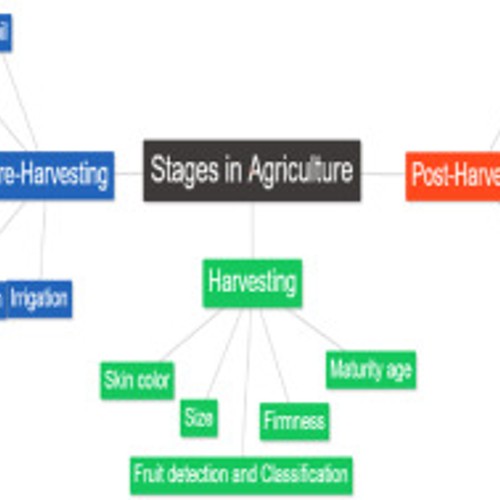 il
re-Harvesting
Stages in Agriculture
Post-Harve
Harvesting
Irrigation
Skin color
Maturity age
Size
Firmness
Fruit detection and Classification